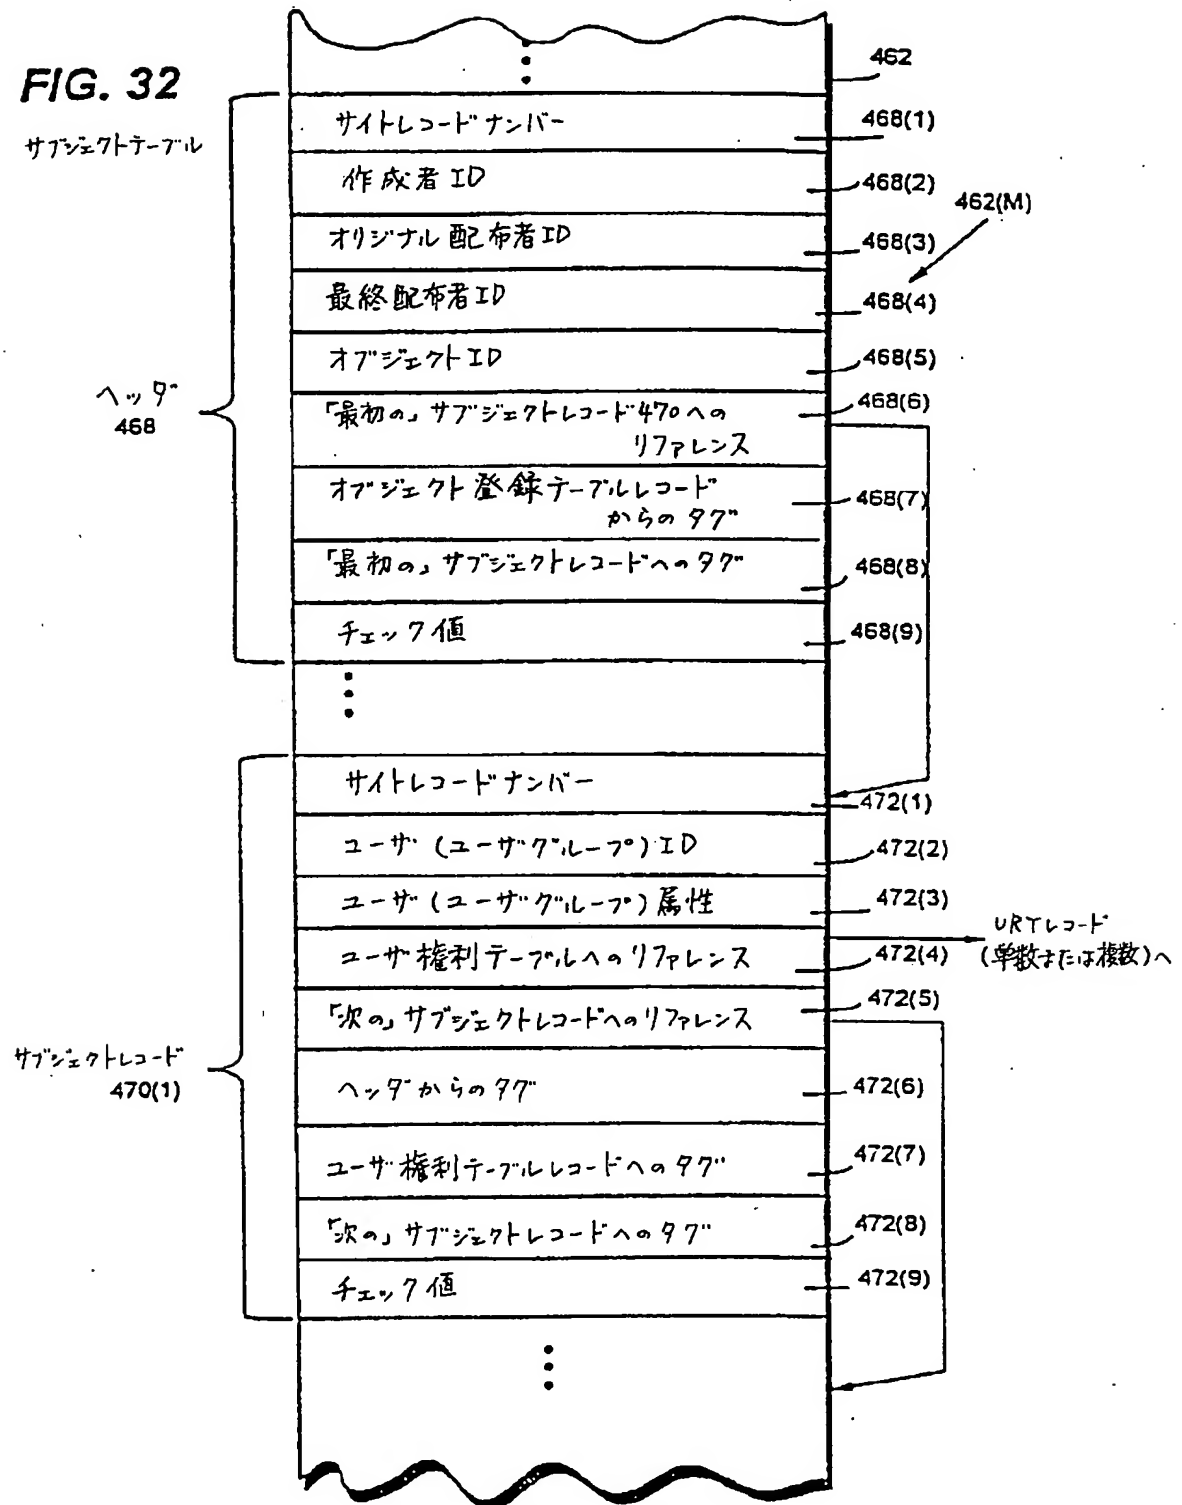 FIG. 32
サブジェクトテーブル
462
サイトレコードナンバー
468(1)
作成者ID
468(2)
462(M)
オリジナル配布者ID
468(3)
最終配布者ID
468(4)
オブジェクトID
468(5)
ヘッダ
468
「最初の」サブジェクトレコード470への
リファレンス
468(6)
オブジェクト登録テーブルレコード
からのタグ
468(7)
「最初の」サブジェクトレコードへのタグ
468(8)
チェック値
468(9)
サイトレコードナンバー
472(1)
ユーザ(ユーザグループ)ID
472(2)
ユーザ(ユーザグループ)属性
472(3)
ユーザ権利テーブルへのリファレンス
472(4)
URTレコード
(単数または複数)へ
「次の」サブジェクトレコードへのリファレンス
472(5)
サブジェクトレコード
470(1)
ヘッダからのタグ
472(6)
ユーザ権利テーブルレコードへのタグ
472(7)
「次の」サブジェクトレコードへのタグ
472(8)
チェック値
472(9)